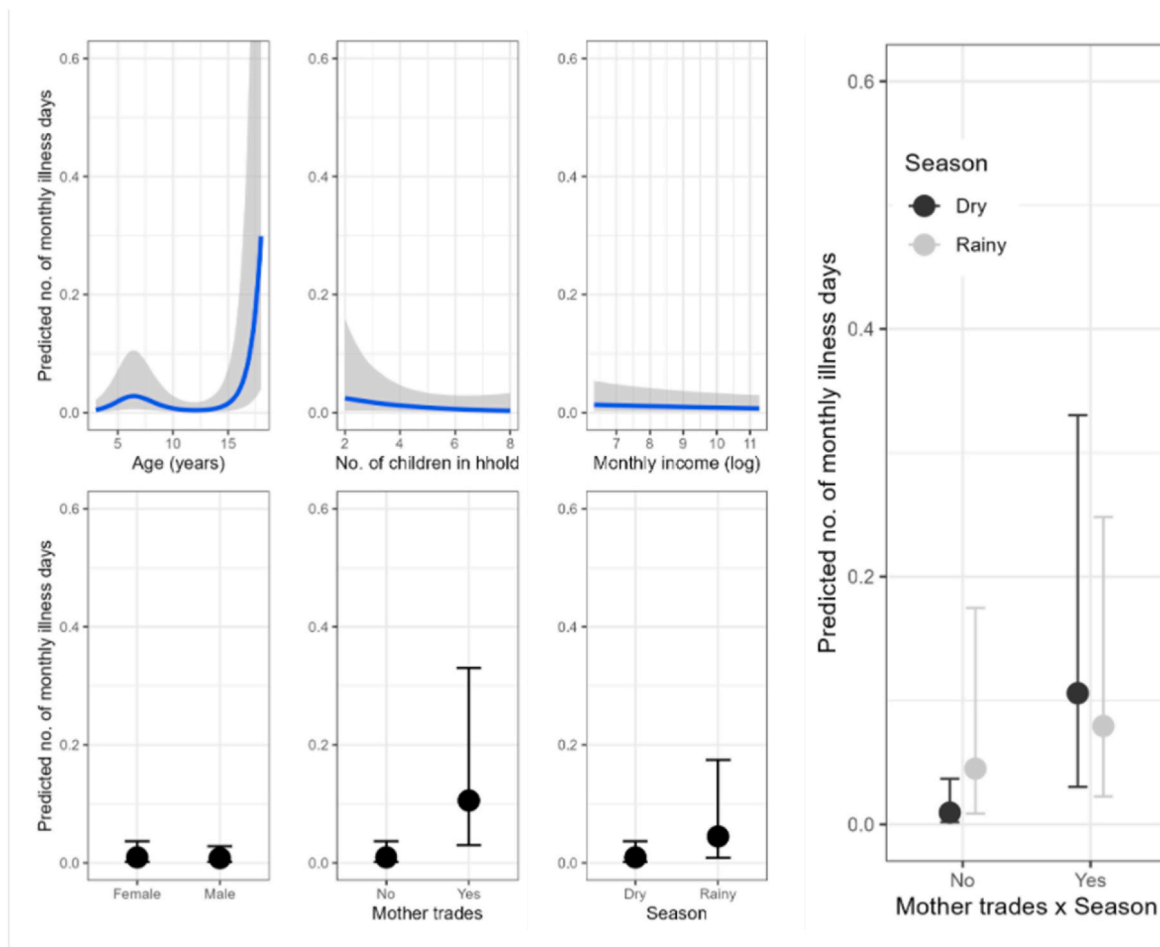 Predicted no. of monthly illness days
0.6
0.4
0.2
0.0
5 10 15
Age (years)
0.6
0.4
0.2
0.0
2 4 6 8
No. of children in hhold
0.6
0.4
0.2
0.0
7 8 9 10 11
Monthly income (log)
Predicted no. of monthly illness days
0.6
0.4
0.2
0.0
Female Male
0.6
0.4
0.2
0.0
No Yes
Mother trades
0.6
0.4
0.2
0.0
Dry Rainy
Season
Predicted no. of monthly illness days
0.6
0.4
0.2
0.0
Season
Dry
Rainy
No Yes
Mother trades x Season